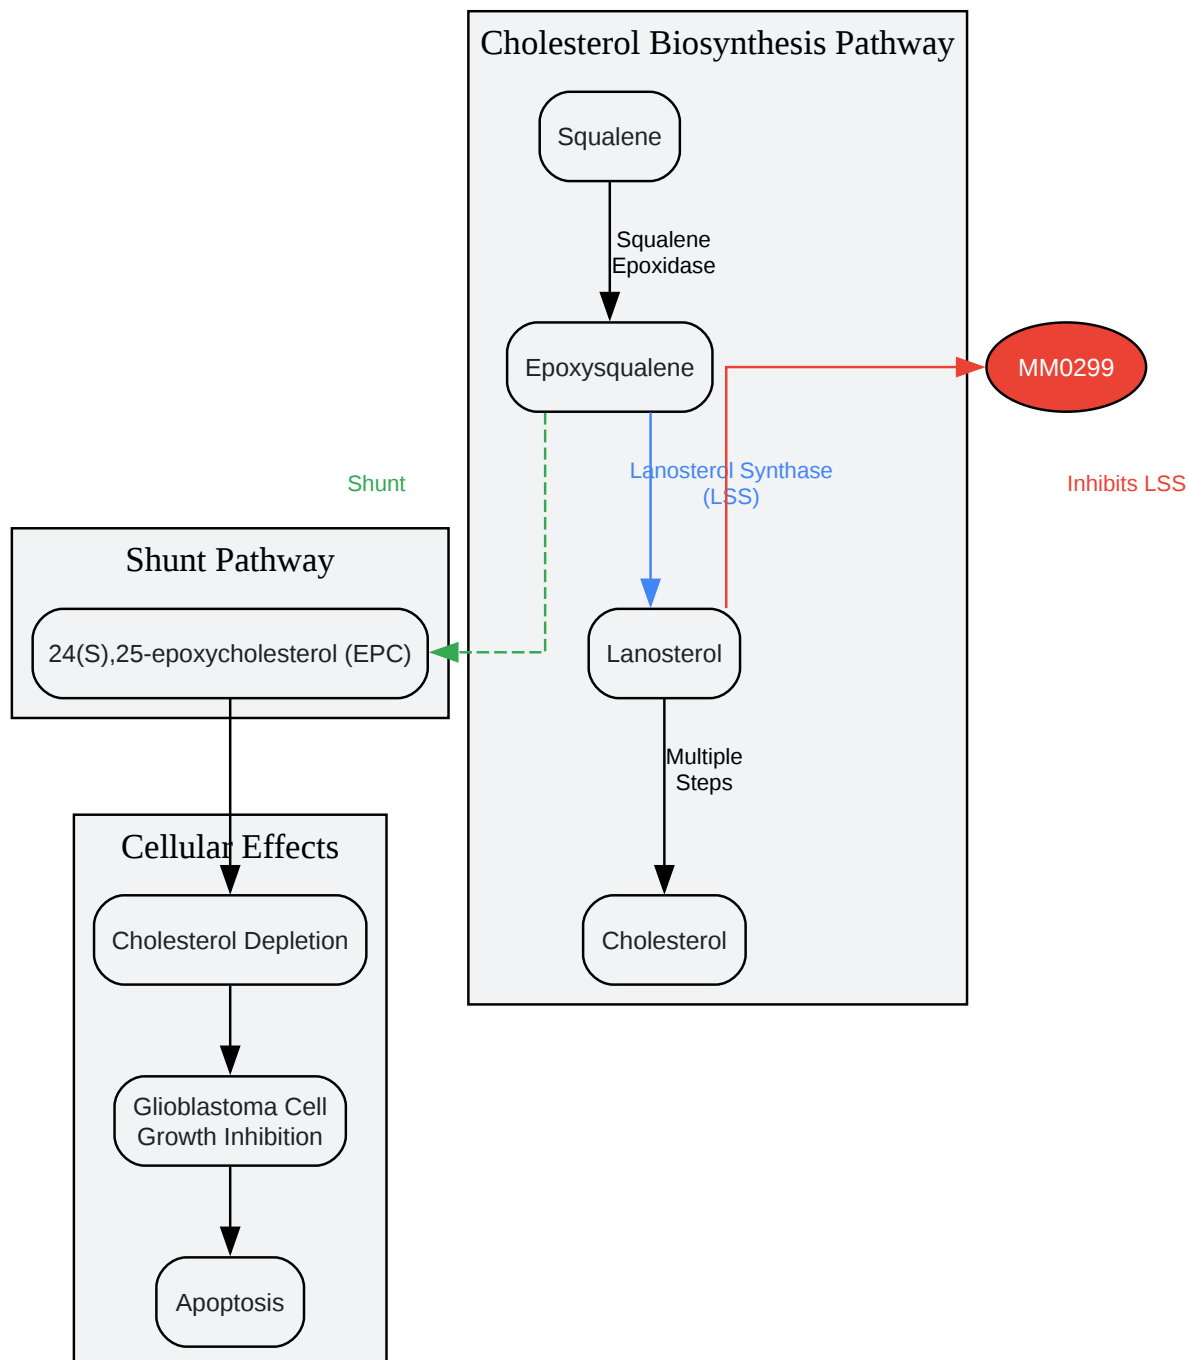 Cholesterol Biosynthesis Pathway
Squalene
Squalene
Epoxidase
Epoxysqualene
MM0299
Lanosterol Synthase
(LSS)
Shunt
Inhibits LSS
Shunt Pathway
24(S),25-epoxycholesterol (EPC)
Lanosterol
Multiple
Steps
Cellular Effects
Cholesterol Depletion
Cholesterol
Glioblastoma Cell
Growth Inhibition
Apoptosis